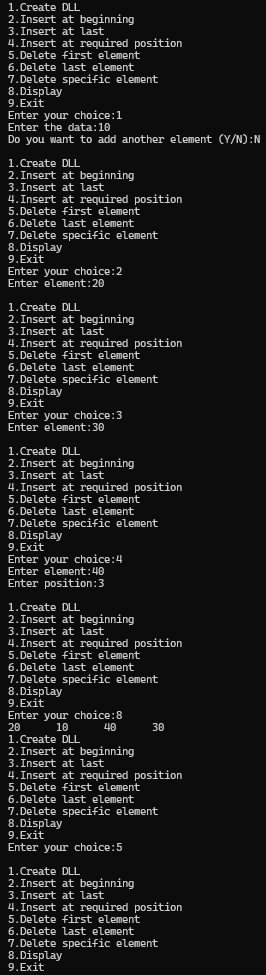 1.Create DLL
2.Insert at beginning
3.Insert at last
4.Insert at required position
5.Delete first element
6.Delete last element
7.Delete specific element
8.Display
9.Exit
Enter your choice:1
Enter the data:10
Do you want to add another element (Y/N):N

1.Create DLL
2.Insert at beginning
3.Insert at last
4.Insert at required position
5.Delete first element
6.Delete last element
7.Delete specific element
8.Display
9.Exit
Enter your choice:2
Enter element:20

1.Create DLL
2.Insert at beginning
3.Insert at last
4.Insert at required position
5.Delete first element
6.Delete last element
7.Delete specific element
8.Display
9.Exit
Enter your choice:3
Enter element:30

1.Create DLL
2.Insert at beginning
3.Insert at last
4.Insert at required position
5.Delete first element
6.Delete last element
7.Delete specific element
8.Display
9.Exit
Enter your choice:4
Enter element:40
Enter position:3

1.Create DLL
2.Insert at beginning
3.Insert at last
4.Insert at required position
5.Delete first element
6.Delete last element
7.Delete specific element
8.Display
9.Exit
Enter your choice:8
20      10      40      30
1.Create DLL
2.Insert at beginning
3.Insert at last
4.Insert at required position
5.Delete first element
6.Delete last element
7.Delete specific element
8.Display
9.Exit
Enter your choice:5

1.Create DLL
2.Insert at beginning
3.Insert at last
4.Insert at required position
5.Delete first element
6.Delete last element
7.Delete specific element
8.Display
9.Exit